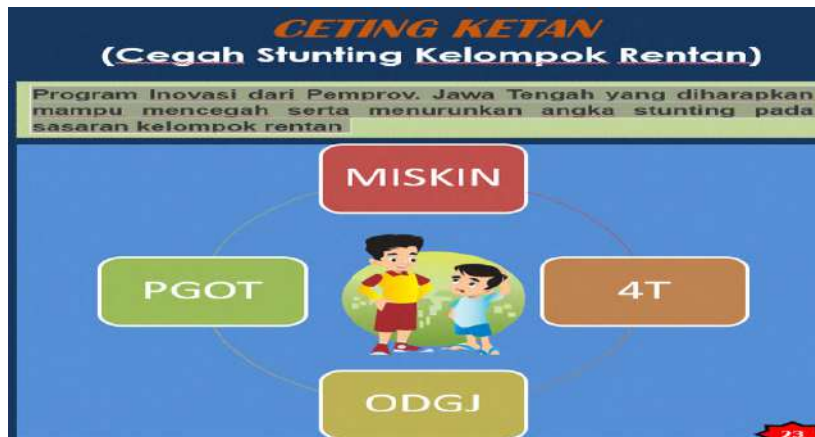 CETING KETAN
(Cegah Stunting Kelompok Rentan)
Program Inovasi dari Pemprov. Jawa Tengah yang diharapkan
mampu mencegah serta menurunkan angka stunting pada
sasaran kelompok rentan
MISKIN
PGOT
4T
ODGJ
23